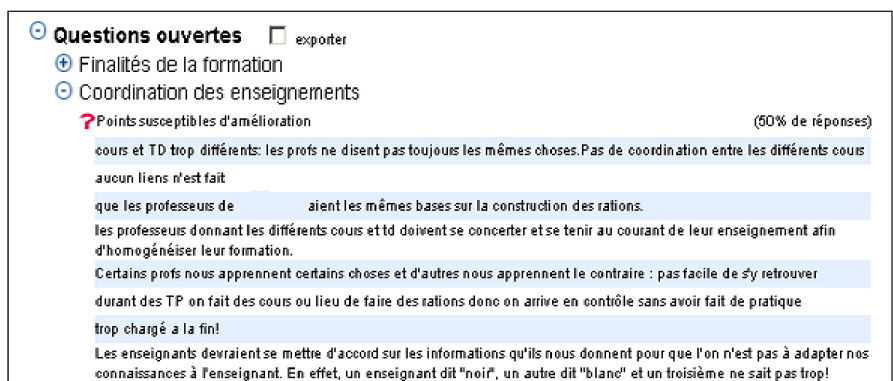 Questions ouvertes exporter
Finalités de la formation
Coordination des enseignements
?Points susceptibles d'amélioration (50% de réponses)
cours et TD trop différents: les profs ne disent pas toujours les mêmes choses.Pas de coordination entre les différents cours
aucun liens n'est fait
que les professeurs de aient les mêmes bases sur la construction des rations.
les professeurs donnant les différents cours et td doivent se concerter et se tenir au courant de leur enseignement afin
d'homogénéiser leur formation.
Certains profs nous apprennent certains choses et d'autres nous apprennent le contraire : pas facile de s'y retrouver
durant des TP on fait des cours ou lieu de faire des rations donc on arrive en contrôle sans avoir fait de pratique
trop chargé a la fin!
Les enseignants devraient se mettre d'accord sur les informations qu'ils nous donnent pour que l'on n'est pas à adapter nos
connaissances à l'enseignant. En effet, un enseignant dit "noir", un autre dit "blanc" et un troisième ne sait pas trop!